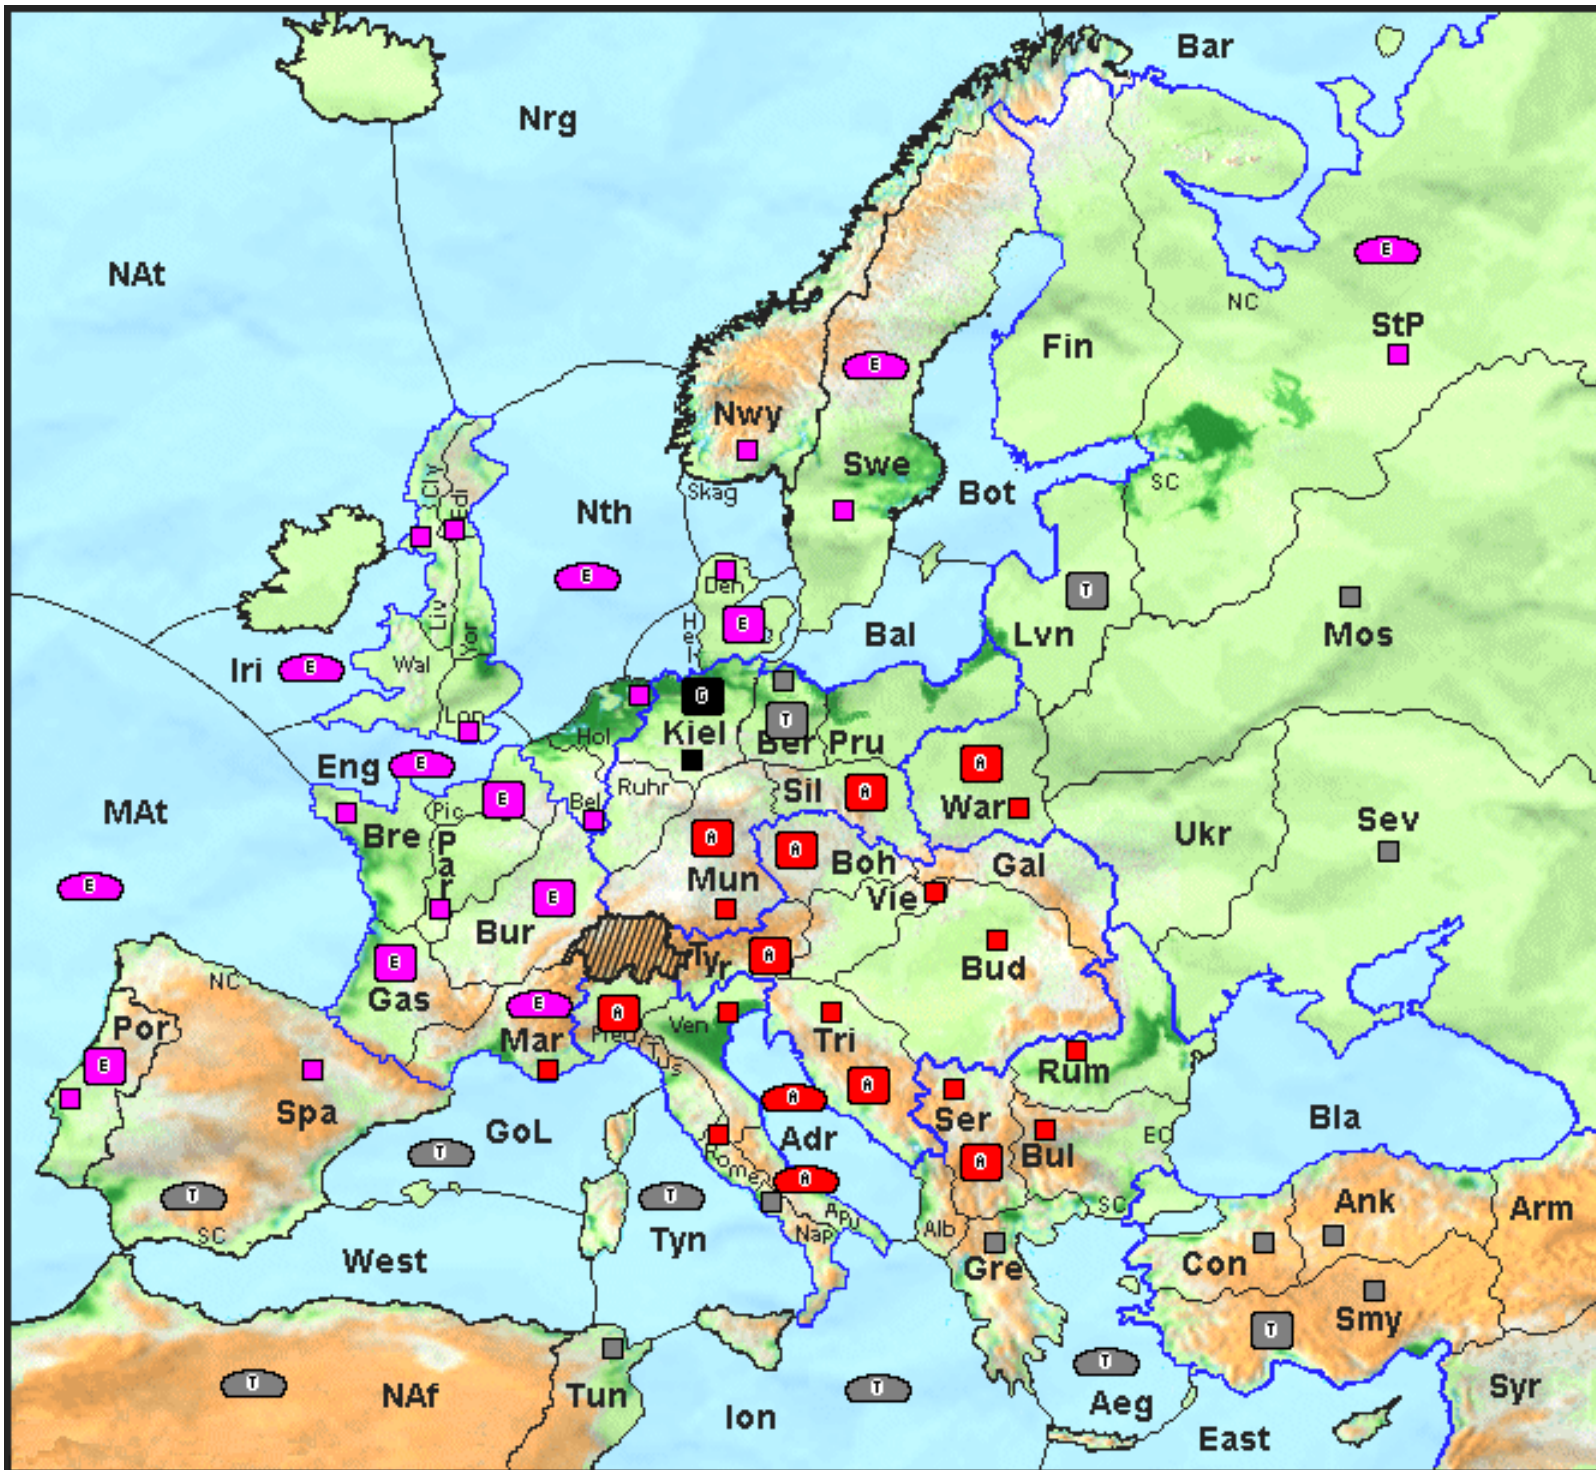 Bar
Nrg
E
NC
NAt
StP
Fin
E
Nwy
Swe
Cly
Edi
SC
Skag
Bot
Nth
E
Den
T
E
Hel
Liv
Yor
Bal
Lvn
Mos
Wal
Iri
E
G
Lon
T
Kiel
Hol
Ber
Pru
Eng
E
A
Ruhr
Sil
A
War
E
Bel
Pic
MAt
Bre
Par
A
A
Boh
Ukr
Sev
Gal
E
Mun
Vie
E
Bur
Tyr
A
Bud
E
Gas
NC
E
A
Por
Mar
Pied
Ven
Tri
Tus
E
Rum
A
Spa
A
Ser
GoL
Adr
Bla
EC
Bul
T
A
Rome
A
T
T
SC
Apu
Nap
Alb
SC
Ank
Arm
West
Tyn
Gre
Con
Smy
T
T
NAf
Tun
T
T
Aeg
Syr
Ion
East